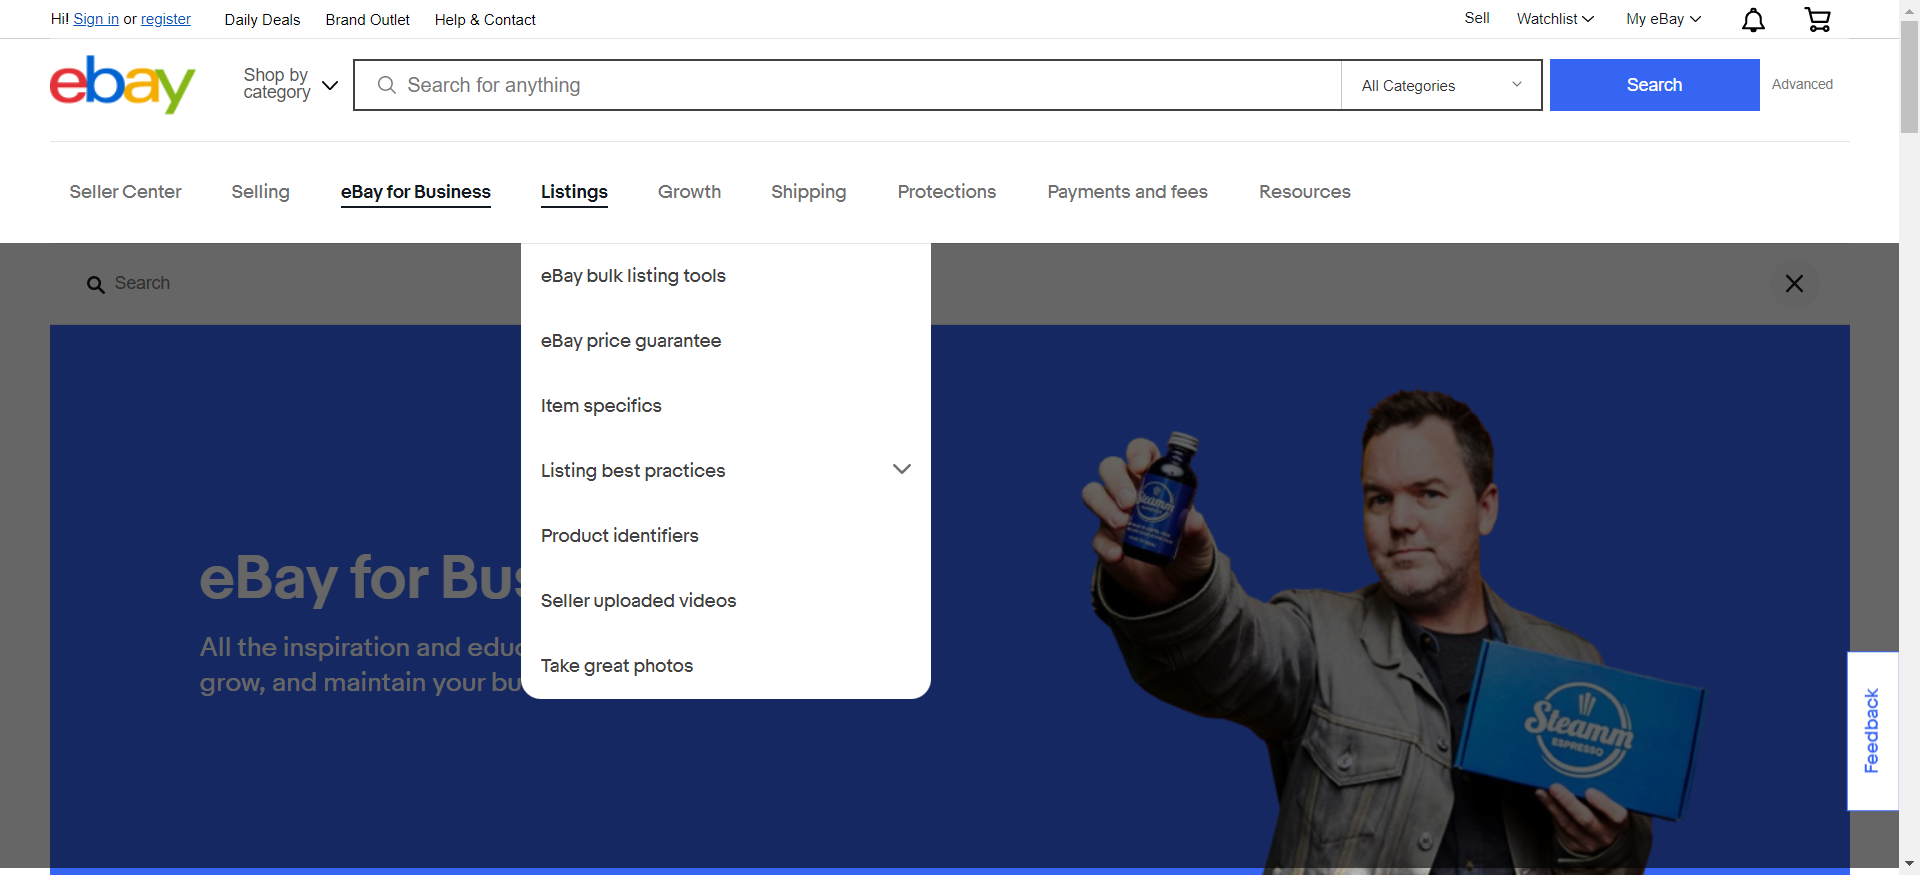 Hi! Sign in or register
Daily Deals
Brand Outlet
Help & Contact
Sell
Watchlist
My eBay
ebay
Shop by
category
Search for anything
All Categories
Search
Advanced
Seller Center
Selling
eBay for Business
Listings
Growth
Shipping
Protections
Payments and fees
Resources
Search
eBay bulk listing tools
eBay price guarantee
Item specifics
Listing best practices
Product identifiers
Seller uploaded videos
Take great photos
eBay for Bus
All the inspiration and educ
grow, and maintain your bu
Steamm
Steamm
ESPRESSO
Feedback